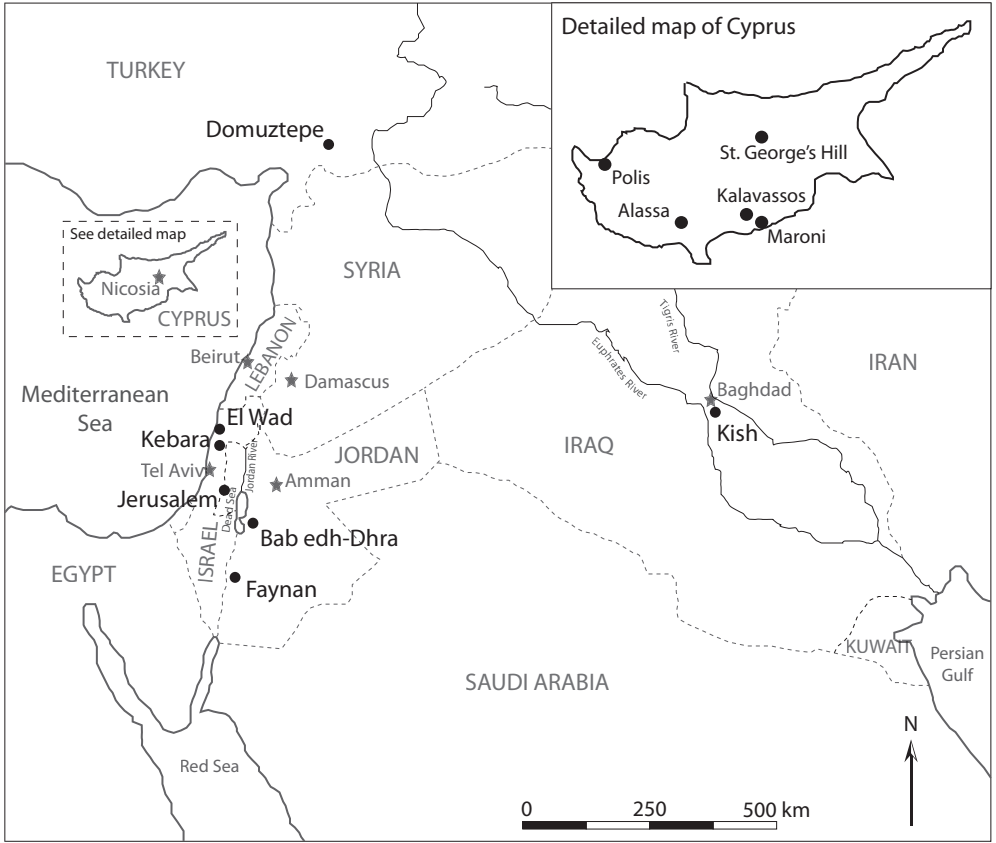 Detailed map of Cyprus
TURKEY
Domuztepe
St. George's Hill
Polis
Kalavassos
Alassa
Maroni
See detailed map
Nicosia
CYPRUS
SYRIA
Tigris River
Euphrates River
IRAN
Beirut
LEBANON
Damascus
Baghdad
Mediterranean
Sea
El Wad
Kebara
Kish
IRAQ
JORDAN
Jordan River
Tel Aviv
Amman
Jerusalem
Dead Sea
Bab edh-Dhra
ISRAEL
EGYPT
Faynan
KUWAIT
Persian
Gulf
SAUDI ARABIA
N
Red Sea
0 250 500 km